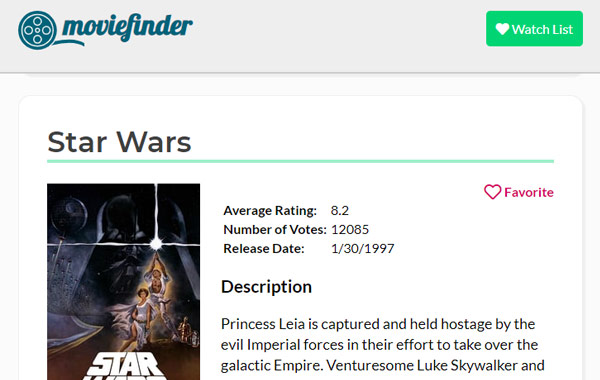 moviefinder
Watch List
Star Wars
Favorite
Average Rating: 8.2
Number of Votes: 12085
Release Date: 1/30/1997
Description
Princess Leia is captured and held hostage by the
evil Imperial forces in their effort to take over the
galactic Empire. Venturesome Luke Skywalker and
STAR
WARS